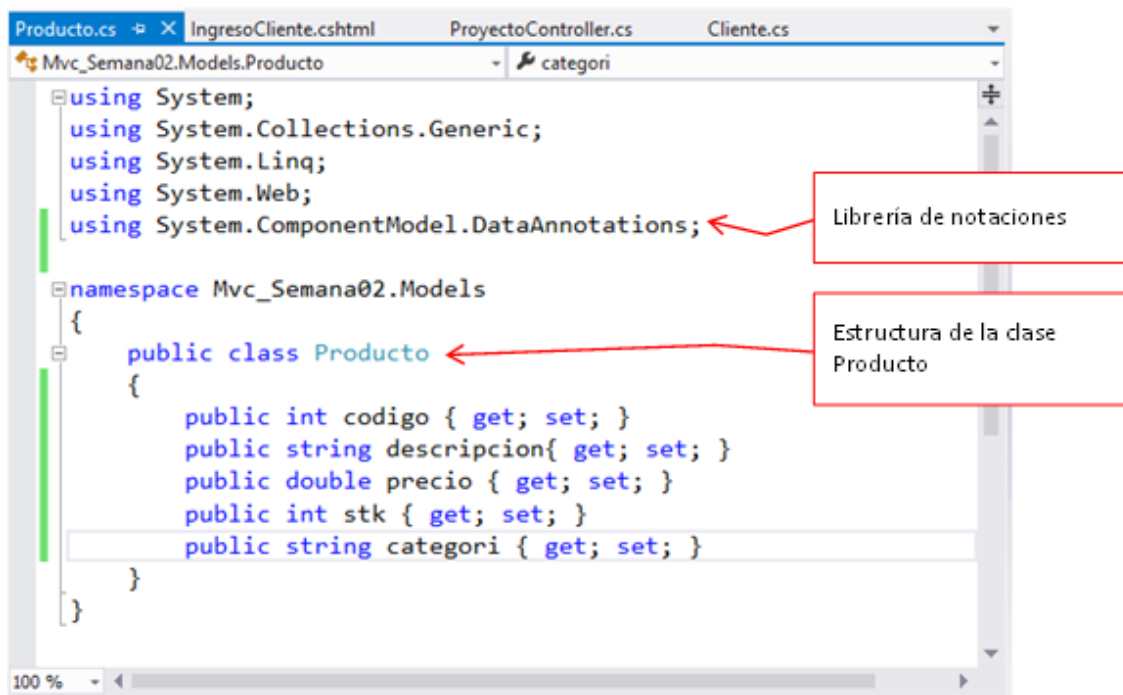 Producto.cs IngresoCliente.cshtml ProyectoController.cs Cliente.cs
Mvc_Semana02.Models.Producto categori
using System;
using System.Collections.Generic;
using System.Linq;
using System.Web;
using System.ComponentModel.DataAnnotations;
Librería de notaciones
namespace Mvc_Semana02.Models
{
public class Producto
Estructura de la clase
Producto
{
public int codigo { get; set; }
public string descripcion{ get; set; }
public double precio { get; set; }
public int stk { get; set; }
public string categori { get; set; }
}
}
100 %